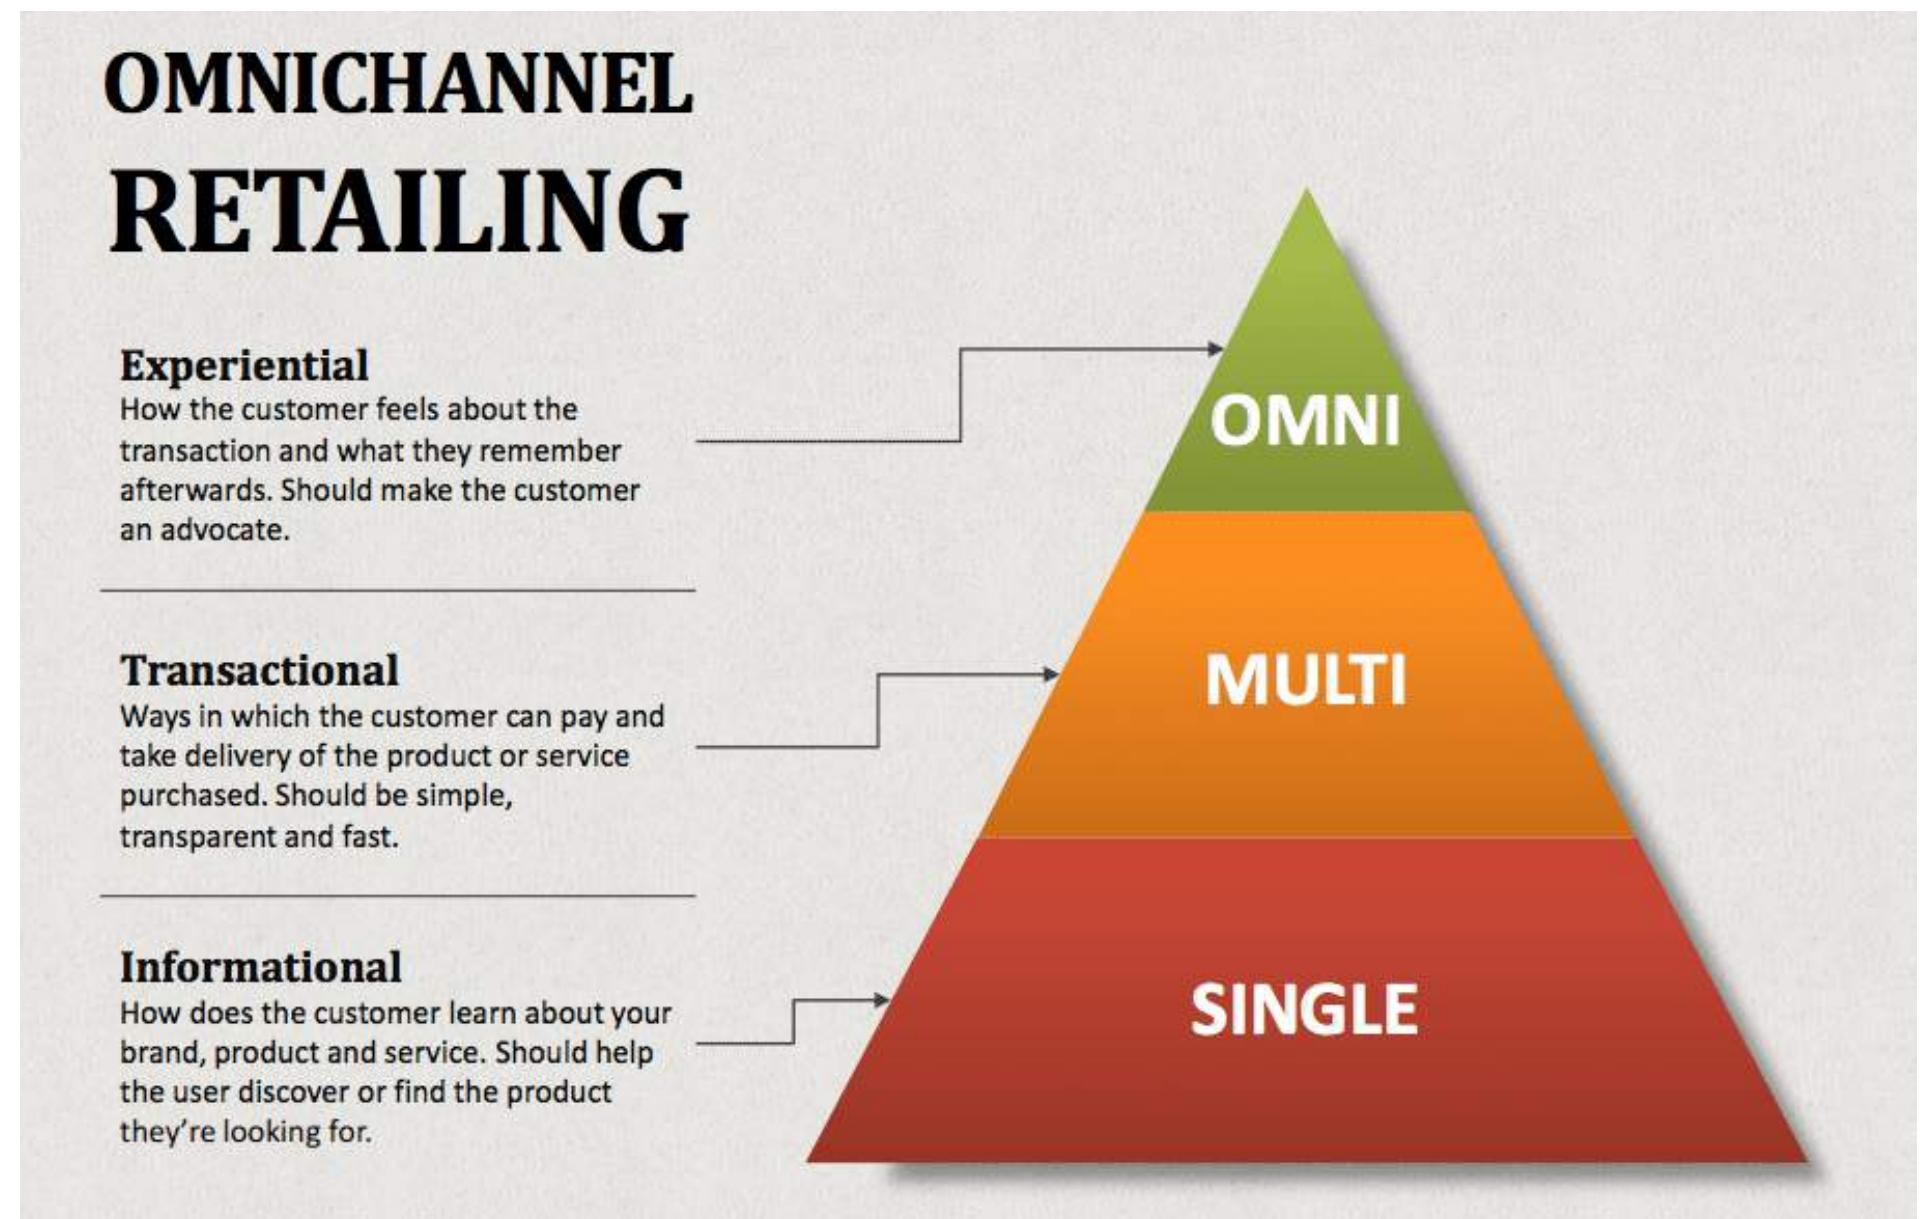 OMNICHANNEL
RETAILING
Experiential
How the customer feels about the
transaction and what they remember
afterwards. Should make the customer
an advocate.
Transactional
Ways in which the customer can pay and
take delivery of the product or service
purchased. Should be simple,
transparent and fast.
Informational
How does the customer learn about your
brand, product and service. Should help
the user discover or find the product
they're looking for.
OMNI
MULTI
SINGLE